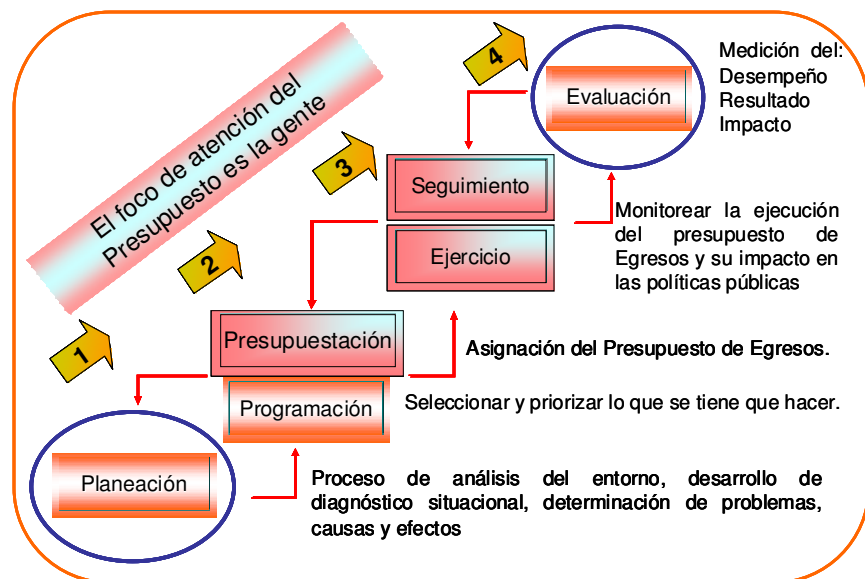 El foco de atención del
Presupuesto es la gente
4
Evaluación
Medición del:
Desempeño
Resultado
Impacto
3
Seguimiento
Ejercicio
Monitorear la ejecución
del presupuesto de
Egresos y su impacto en
las políticas públicas
2
Presupuestación
Asignación del Presupuesto de Egresos.
1
Programación
Seleccionar y priorizar lo que se tiene que hacer.
Planeación
Proceso de análisis del entorno, desarrollo de
diagnóstico situacional, determinación de problemas,
causas y efectos